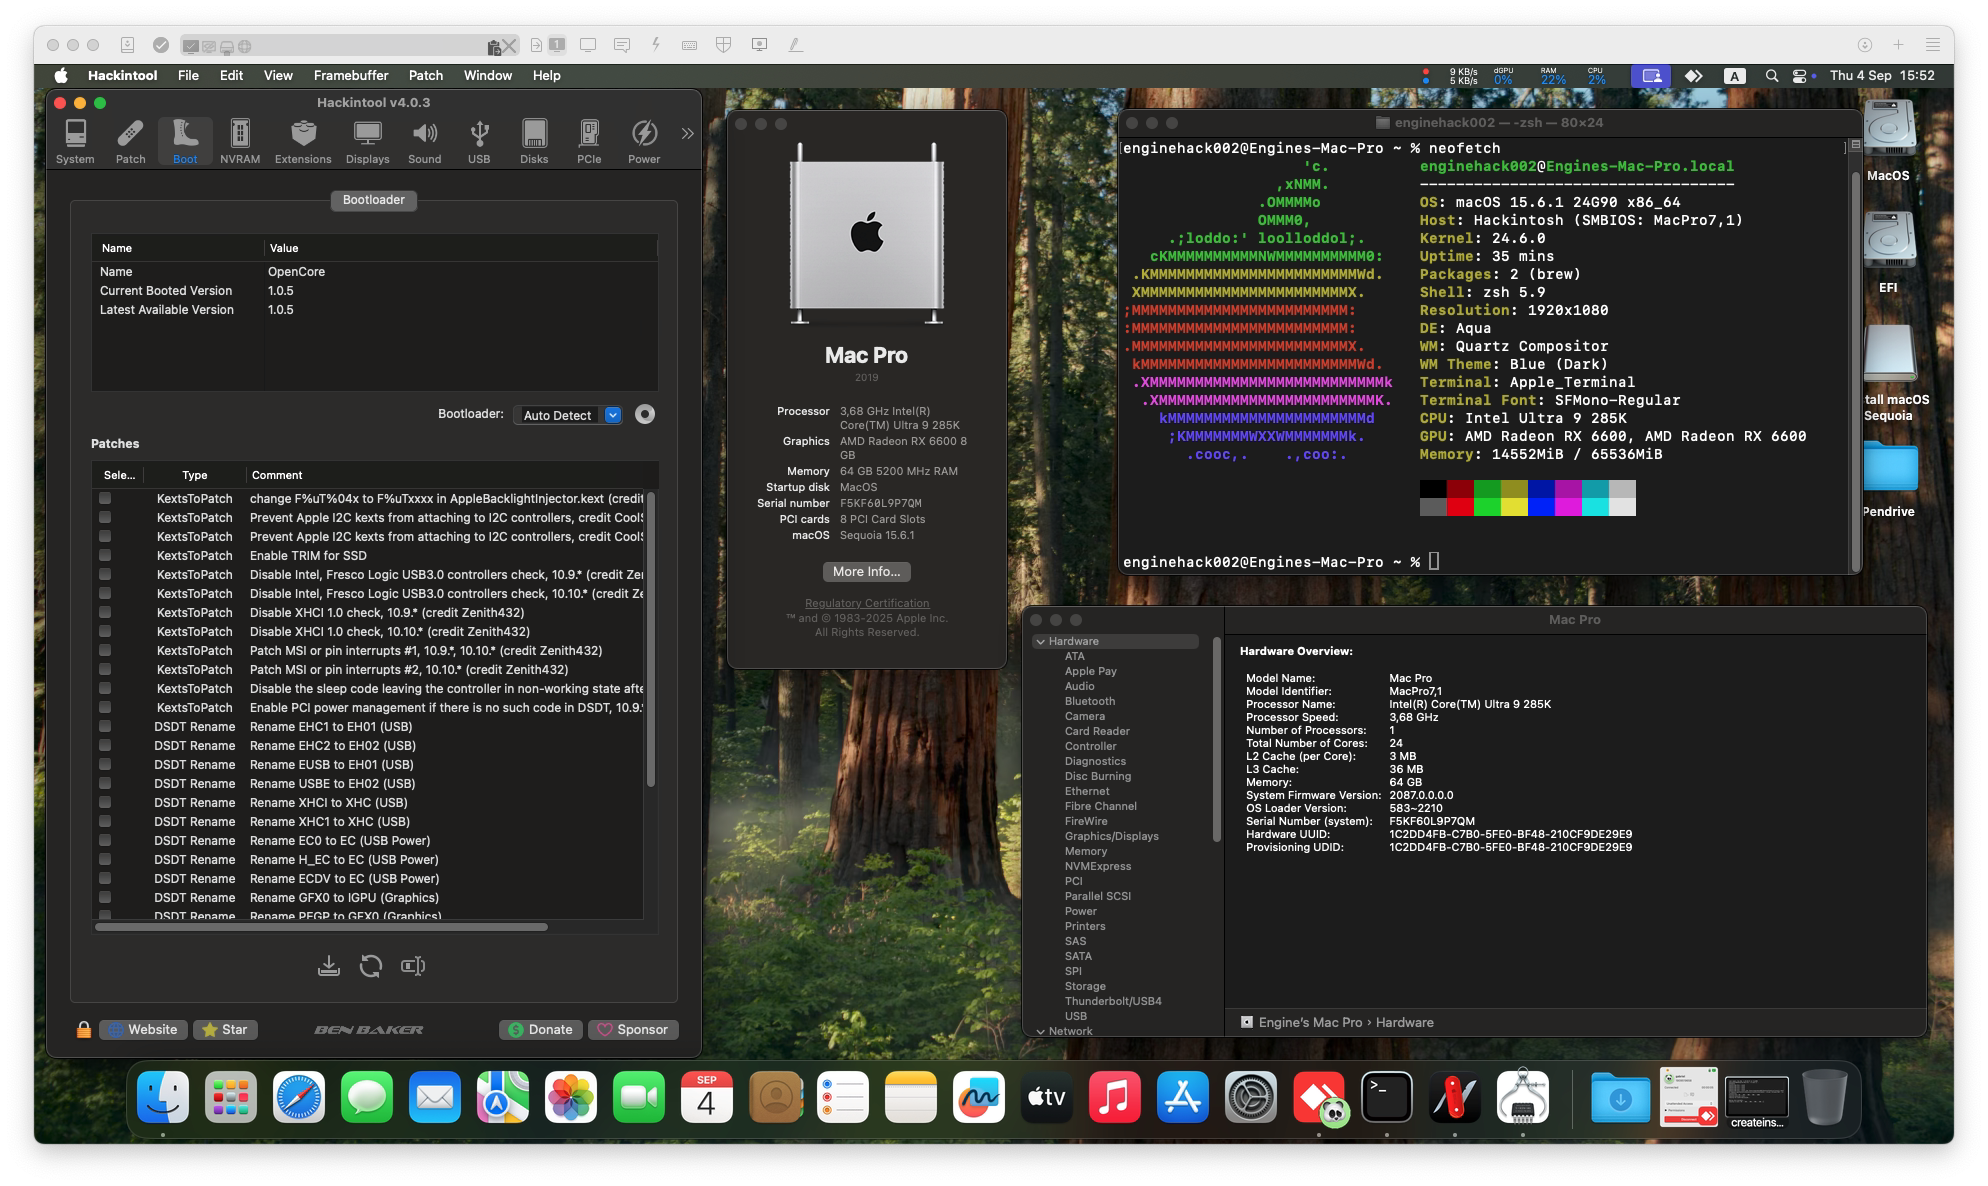 1
Hackintool File Edit View Framebuffer Patch Window Help
9 KB/s
5 KB/s
dGPU
0%
RAM
22%
CPU
2%
A
Thu 4 Sep 15:52
Hackintool v4.0.3
System Patch Boot NVRAM Extensions Displays Sound USB Disks PCIe Power
Bootloader
Name Value
Name OpenCore
Current Booted Version 1.0.5
Latest Available Version 1.0.5
Bootloader: Auto Detect
Patches
Sele... Type Comment
KextsToPatch change F%uT%04x to F%uTxxxx in AppleBacklightInjector.kext (credit
KextsToPatch Prevent Apple I2C kexts from attaching to I2C controllers, credit CoolS
KextsToPatch Prevent Apple I2C kexts from attaching to I2C controllers, credit CoolS
KextsToPatch Enable TRIM for SSD
KextsToPatch Disable Intel, Fresco Logic USB3.0 controllers check, 10.9.* (credit Zen
KextsToPatch Disable Intel, Fresco Logic USB3.0 controllers check, 10.10.* (credit Ze
KextsToPatch Disable XHCI 1.0 check, 10.9.* (credit Zenith432)
KextsToPatch Disable XHCI 1.0 check, 10.10.* (credit Zenith432)
KextsToPatch Patch MSI or pin interrupts #1, 10.9.*, 10.10.* (credit Zenith432)
KextsToPatch Patch MSI or pin interrupts #2, 10.10.* (credit Zenith432)
KextsToPatch Disable the sleep code leaving the controller in non-working state afte
KextsToPatch Enable PCI power management if there is no such code in DSDT, 10.9.*
DSDT Rename Rename EHC1 to EH01 (USB)
DSDT Rename Rename EHC2 to EH02 (USB)
DSDT Rename Rename EUSB to EH01 (USB)
DSDT Rename Rename USBE to EH02 (USB)
DSDT Rename Rename XHCI to XHC (USB)
DSDT Rename Rename XHC1 to XHC (USB)
DSDT Rename Rename EC0 to EC (USB Power)
DSDT Rename Rename H_EC to EC (USB Power)
DSDT Rename Rename ECDV to EC (USB Power)
DSDT Rename Rename GFX0 to IGPU (Graphics)
DSDT Rename Rename PEGP to GFX0 (Graphics)
Website Star BEN BAKER Donate Sponsor
Mac Pro
2019
Processor 3,68 GHz Intel(R)
Core(TM) Ultra 9 285K
Graphics AMD Radeon RX 6600 8
GB
Memory 64 GB 5200 MHz RAM
Startup disk MacOS
Serial number F5KF60L9P7QM
PCI cards 8 PCI Card Slots
macOS Sequoia 15.6.1
More Info...
Regulatory Certification
™ and © 1983-2025 Apple Inc.
All Rights Reserved.
enginehack002 — -zsh — 80×24
[enginehack002@Engines-Mac-Pro ~ % neofetch ]
'c. enginehack002@Engines-Mac-Pro.local
,xNMM. -----------------------------------
.OMMMMo OS: macOS 15.6.1 24G90 x86_64
OMMM0, Host: Hackintosh (SMBIOS: MacPro7,1)
.;loddo:' loolloddol;. Kernel: 24.6.0
cKMMMMMMMMMMNWMMMMMMMMMM0: Uptime: 35 mins
.KMMMMMMMMMMMMMMMMMMMMMMMWd. Packages: 2 (brew)
XMMMMMMMMMMMMMMMMMMMMMMMX. Shell: zsh 5.9
;MMMMMMMMMMMMMMMMMMMMMMMM: Resolution: 1920x1080
:MMMMMMMMMMMMMMMMMMMMMMMM: DE: Aqua
.MMMMMMMMMMMMMMMMMMMMMMMMX. WM: Quartz Compositor
kMMMMMMMMMMMMMMMMMMMMMMMMWd. WM Theme: Blue (Dark)
.XMMMMMMMMMMMMMMMMMMMMMMMMMMk Terminal: Apple_Terminal
.XMMMMMMMMMMMMMMMMMMMMMMMMK. Terminal Font: SFMono-Regular
kMMMMMMMMMMMMMMMMMMMMMMd CPU: Intel Ultra 9 285K
;KMMMMMMMWXXWMMMMMMMk. GPU: AMD Radeon RX 6600, AMD Radeon RX 6600
.cooc,. .,coo:. Memory: 14552MiB / 65536MiB
enginehack002@Engines-Mac-Pro ~ %
MacOS
EFI
tall macOS
Sequoia
Pendrive
Mac Pro
Hardware
ATA
Apple Pay
Audio
Bluetooth
Camera
Card Reader
Controller
Diagnostics
Disc Burning
Ethernet
Fibre Channel
FireWire
Graphics/Displays
Memory
NVMExpress
PCI
Parallel SCSI
Power
Printers
SAS
SATA
SPI
Storage
Thunderbolt/USB4
USB
Network
Hardware Overview:
Model Name: Mac Pro
Model Identifier: MacPro7,1
Processor Name: Intel(R) Core(TM) Ultra 9 285K
Processor Speed: 3,68 GHz
Number of Processors: 1
Total Number of Cores: 24
L2 Cache (per Core): 3 MB
L3 Cache: 36 MB
Memory: 64 GB
System Firmware Version: 2087.0.0.0.0
OS Loader Version: 583~2210
Serial Number (system): F5KF60L9P7QM
Hardware UUID: 1C2DD4FB-C7B0-5FE0-BF48-210CF9DE29E9
Provisioning UDID: 1C2DD4FB-C7B0-5FE0-BF48-210CF9DE29E9
Engine's Mac Pro › Hardware
SEP
4
tv
>_
createins...